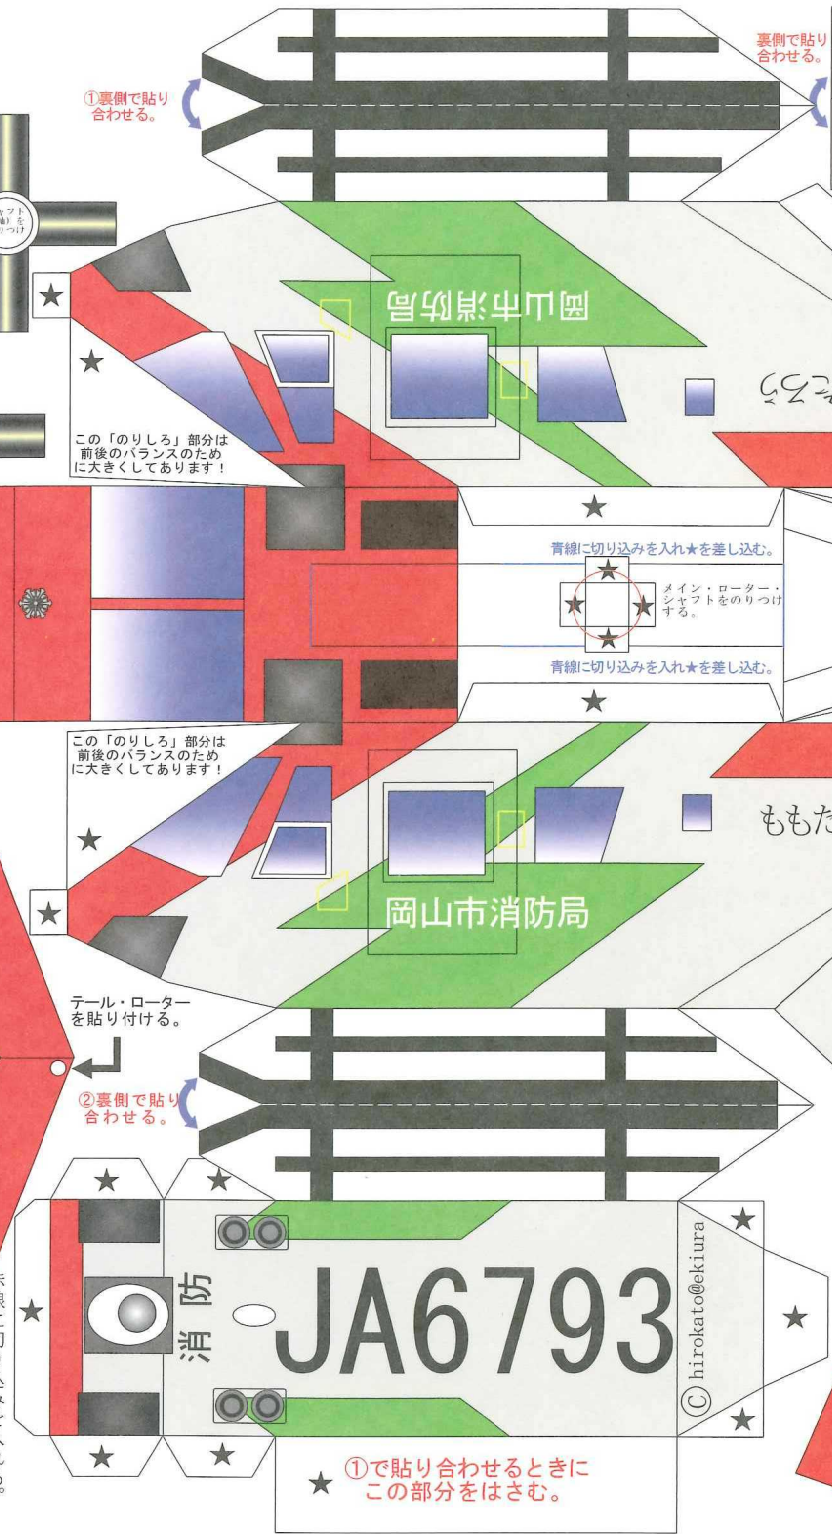 裏側で貼り
合わせる。
①裏側で貼り
合わせる。
岡山市消防局
この「のりしろ」部分は
前後のバランスのため
に大きくしてあります！
★
青線に切り込みを入れ★を差し込む。
メイン・ローター・
シャフトをのりつけ
する。
青線に切り込みを入れ★を差し込む。
この「のりしろ」部分は
前後のバランスのため
に大きくしてあります！
ももた
岡山市消防局
テール・ローター
を貼り付ける。
②裏側で貼り
合わせる。
消防
JA6793
Ⓒhirokato@ekiura
★ ①で貼り合わせるときに
この部分をはさむ。